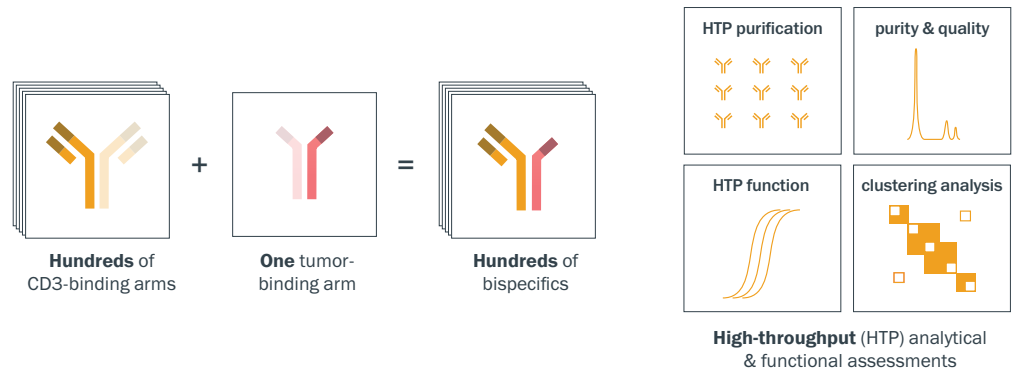 HTP purification
purity & quality
HTP function
clustering analysis
+
=
Hundreds of
CD3-binding arms
One tumor-
binding arm
Hundreds of
bispecifics
High-throughput (HTP) analytical
& functional assessments